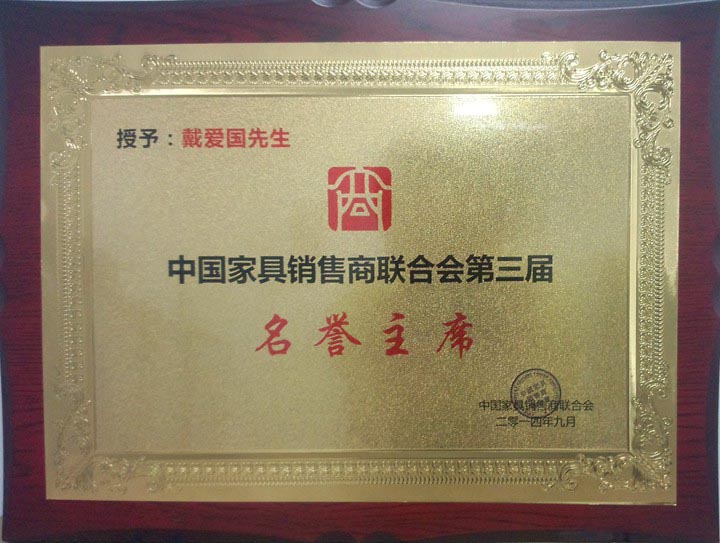 授予：戴爱国先生
中国家具销售商联合会第三届
名誉主席
中国家具销售商联合会
二零一四年九月